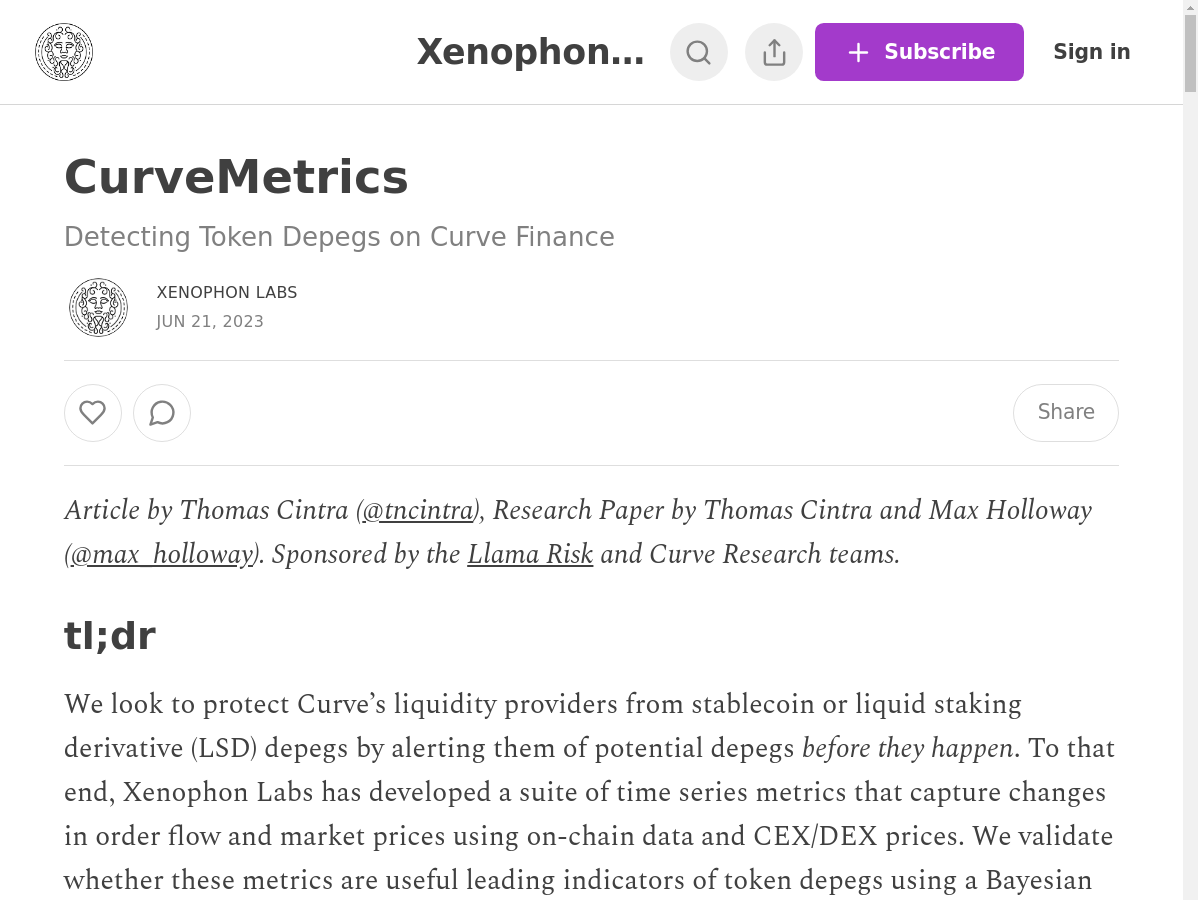 Xenophon...
Subscribe
Sign in
CurveMetrics
Detecting Token Depegs on Curve Finance
XENOPHON LABS
JUN 21, 2023
Share
Article by Thomas Cintra (@tncintra), Research Paper by Thomas Cintra and Max Holloway
(@max_holloway). Sponsored by the Llama Risk and Curve Research teams.
tl;dr
We look to protect Curve’s liquidity providers from stablecoin or liquid staking
derivative (LSD) depegs by alerting them of potential depegs before they happen. To that
end, Xenophon Labs has developed a suite of time series metrics that capture changes
in order flow and market prices using on-chain data and CEX/DEX prices. We validate
whether these metrics are useful leading indicators of token depegs using a Bayesian